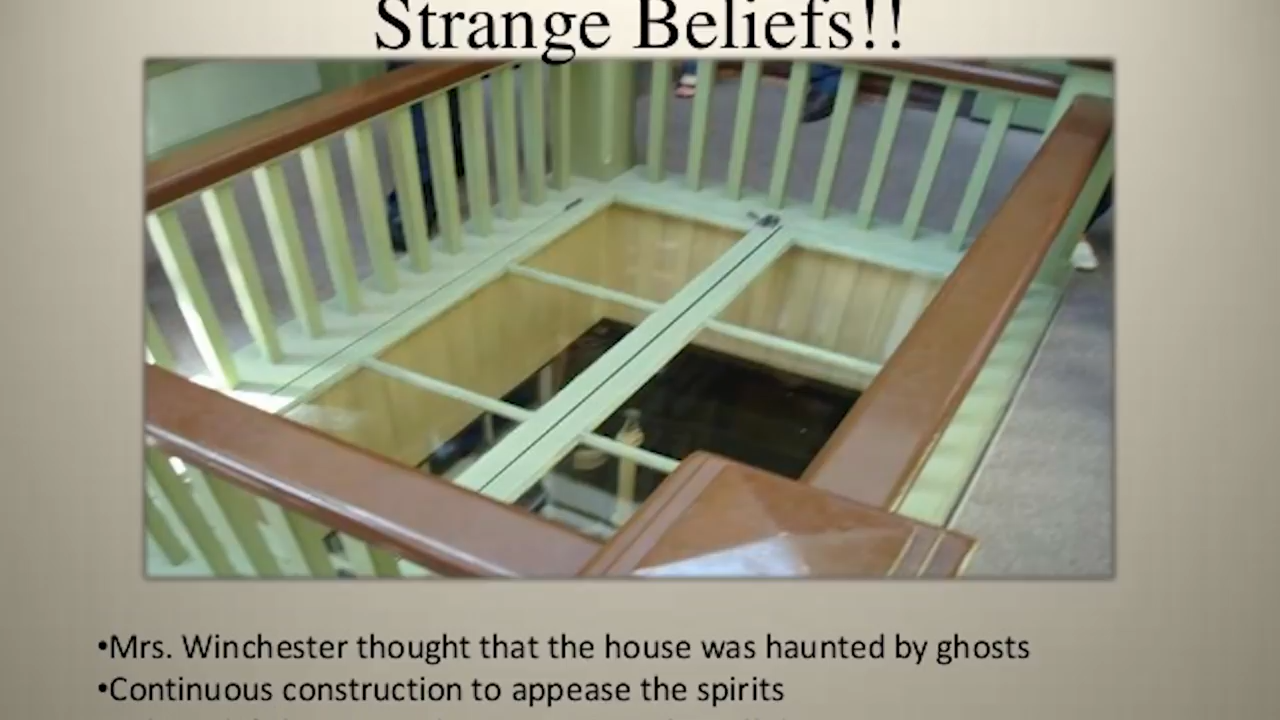 Strange Beliefs!!
•Mrs. Winchester thought that the house was haunted by ghosts
•Continuous construction to appease the spirits